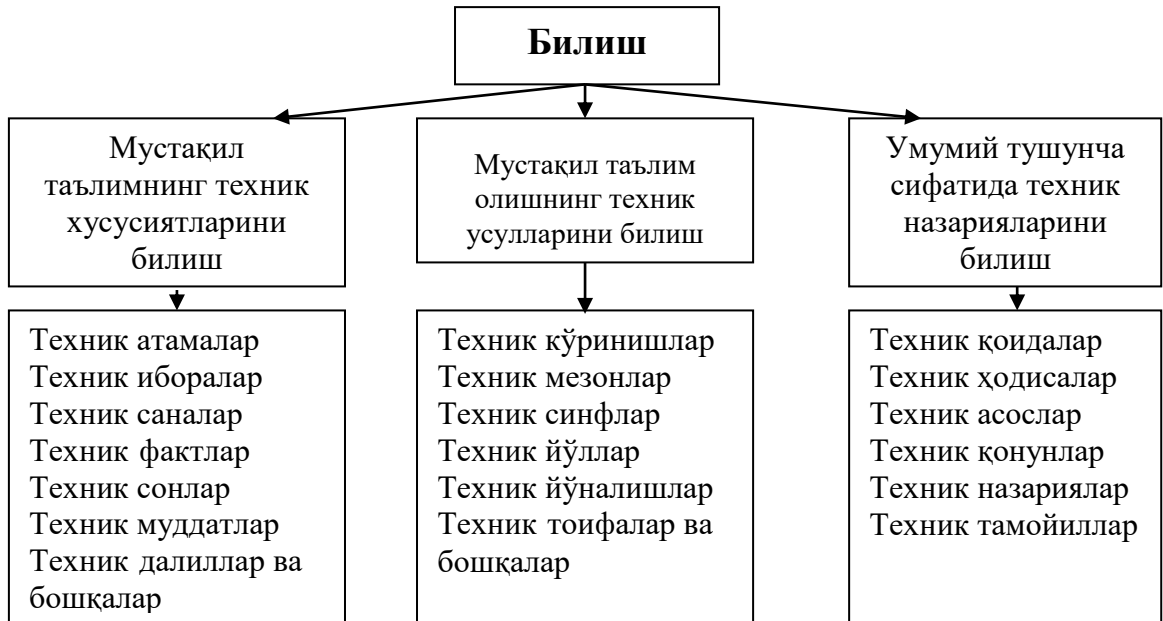 Билиш
Мустақил
таълимнинг техник
хусусиятларини
билиш
Мустақил таълим
олишнинг техник
усулларини билиш
Умумий тушунча
сифатида техник
назарияларини
билиш
Техник атамалар
Техник иборалар
Техник саналар
Техник фактлар
Техник сонлар
Техник муддатлар
Техник далиллар ва
бошқалар
Техник кўринишлар
Техник мезонлар
Техник синфлар
Техник йўллар
Техник йўналишлар
Техник тоифалар ва
бошқалар
Техник қоидалар
Техник ҳодисалар
Техник асослар
Техник қонунлар
Техник назариялар
Техник тамойиллар